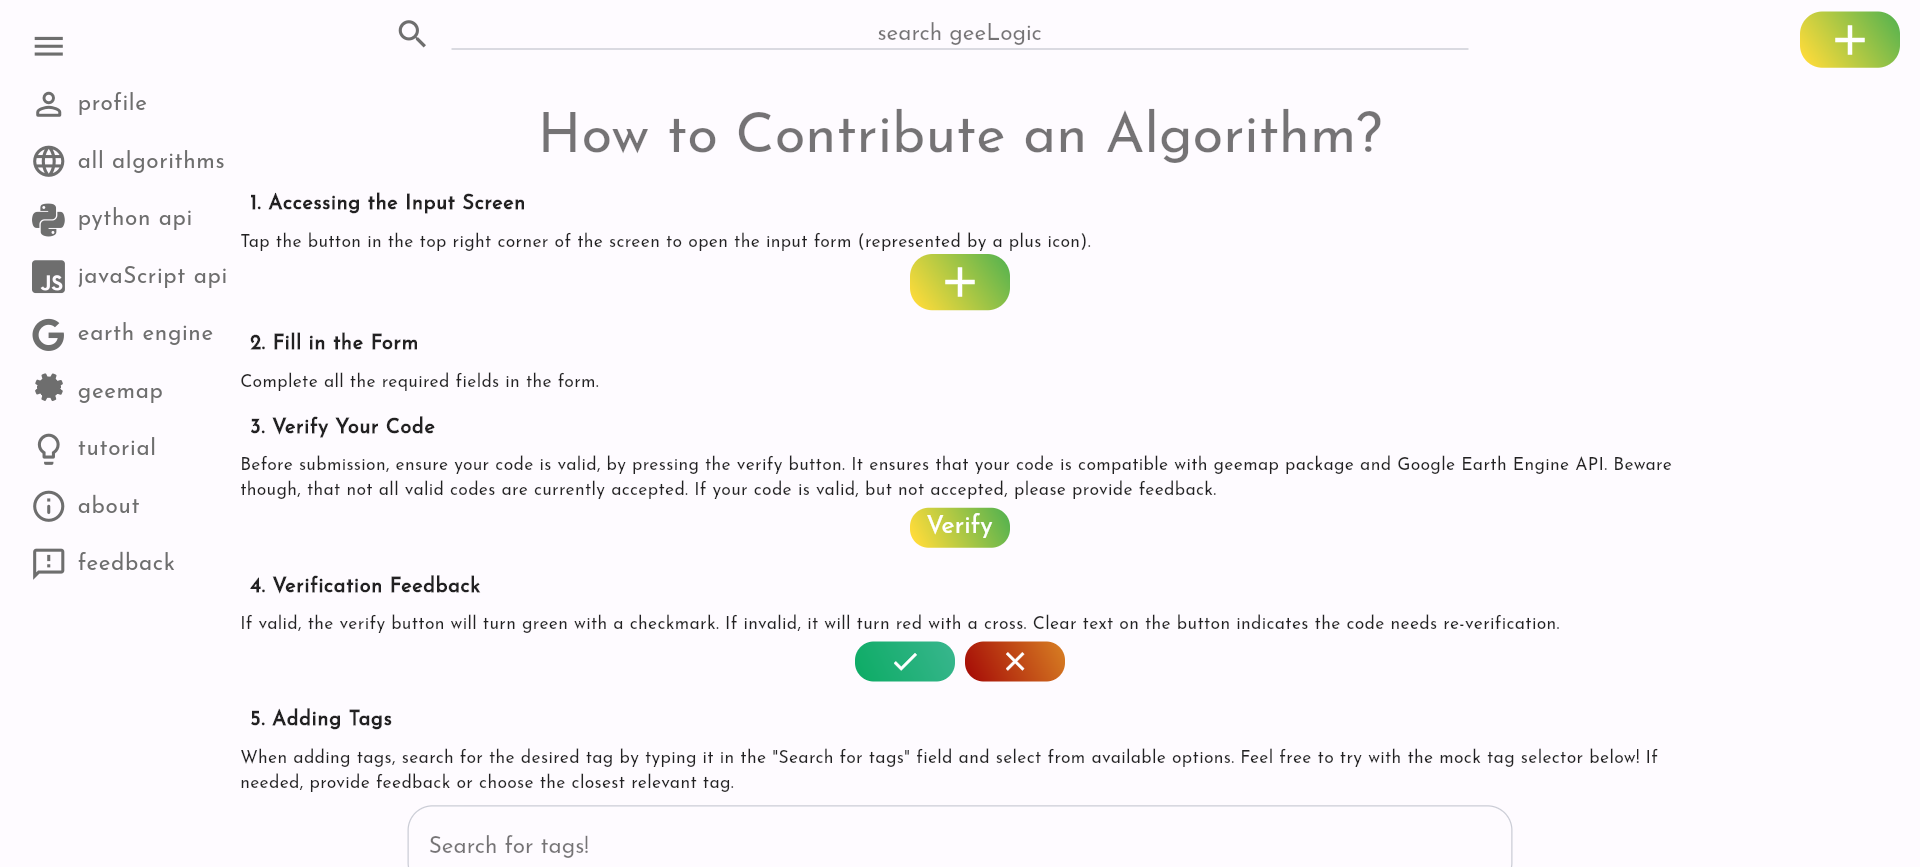 search geeLogic
profile
all algorithms
python api
JS
javaScript api
earth engine
geemap
tutorial
about
feedback
How to Contribute an Algorithm?
1. Accessing the Input Screen
Tap the button in the top right corner of the screen to open the input form (represented by a plus icon).
2. Fill in the Form
Complete all the required fields in the form.
3. Verify Your Code
Before submission, ensure your code is valid, by pressing the verify button. It ensures that your code is compatible with geemap package and Google Earth Engine API. Beware
though, that not all valid codes are currently accepted. If your code is valid, but not accepted, please provide feedback.
Verify
4. Verification Feedback
If valid, the verify button will turn green with a checkmark. If invalid, it will turn red with a cross. Clear text on the button indicates the code needs re-verification.
5. Adding Tags
When adding tags, search for the desired tag by typing it in the "Search for tags" field and select from available options. Feel free to try with the mock tag selector below! If
needed, provide feedback or choose the closest relevant tag.
Search for tags!